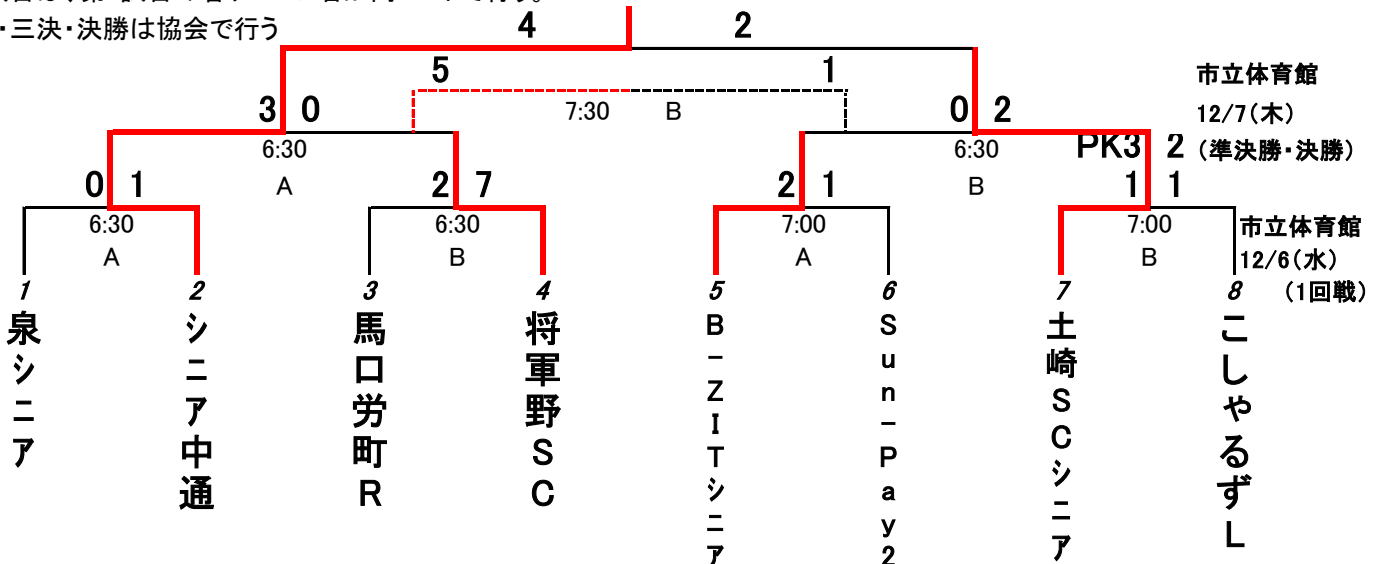 ・三決・決勝は協会で行う
4 2
5 1
市立体育館
12/7(木)
(準決勝・決勝)
3 0
7:30 B
0 2
6:30
A
6:30
B
PK3 2
0 1
2 7
2 1
1 1
6:30
A
6:30
B
7:00
A
7:00
B
市立体育館
12/6(水)
(1回戦)
1
泉シニア
2
シニア中通
3
馬口労町R
4
将軍野SC
5
B-ZITシニア
6
Sun-Pay2
7
土崎SCシニア
8
こしゃるずL